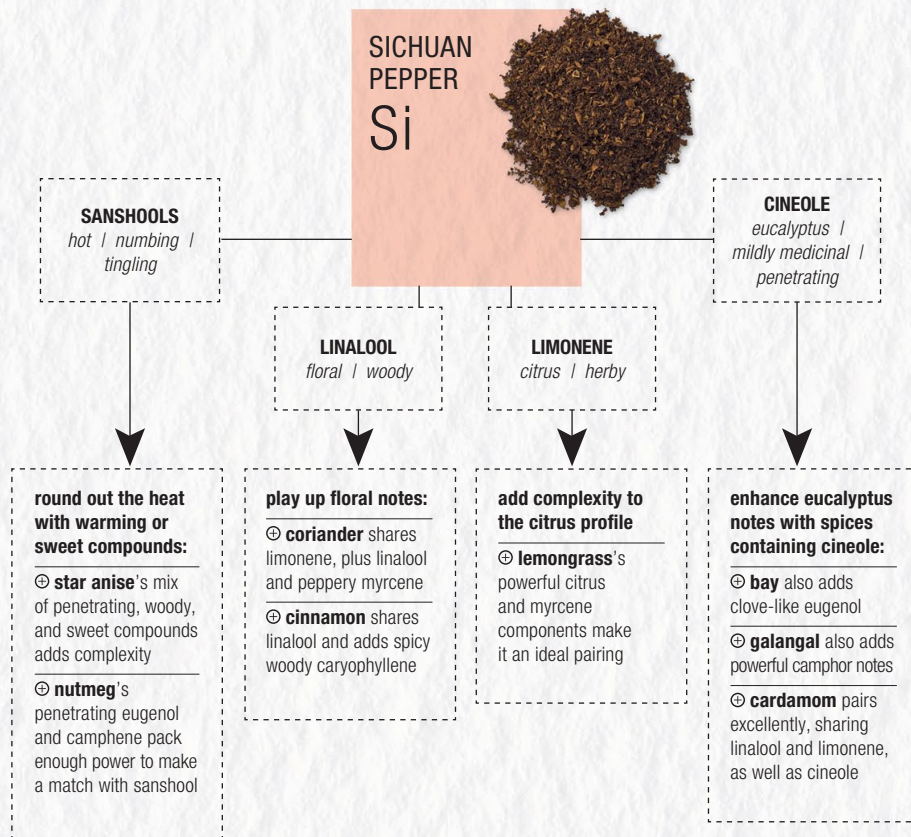 SICHUAN
PEPPER
Si
SANSHOOLS
hot | numbing |
tingling
CINEOLE
eucalyptus |
mildly medicinal |
penetrating
LINALOOL
floral | woody
LIMONENE
citrus | herby
round out the heat
with warming or
sweet compounds:
⊕ star anise's mix
of penetrating, woody,
and sweet compounds
adds complexity
⊕ nutmeg's
penetrating eugenol
and camphene pack
enough power to make
a match with sanshool
play up floral notes:
⊕ coriander shares
limonene, plus linalool
and peppery myrcene
⊕ cinnamon shares
linalool and adds spicy
woody caryophyllene
add complexity to
the citrus profile
⊕ lemongrass's
powerful citrus
and myrcene
components make
it an ideal pairing
enhance eucalyptus
notes with spices
containing cineole:
⊕ bay also adds
clove-like eugenol
⊕ galangal also adds
powerful camphor notes
⊕ cardamom pairs
excellently, sharing
linalool and limonene,
as well as cineole